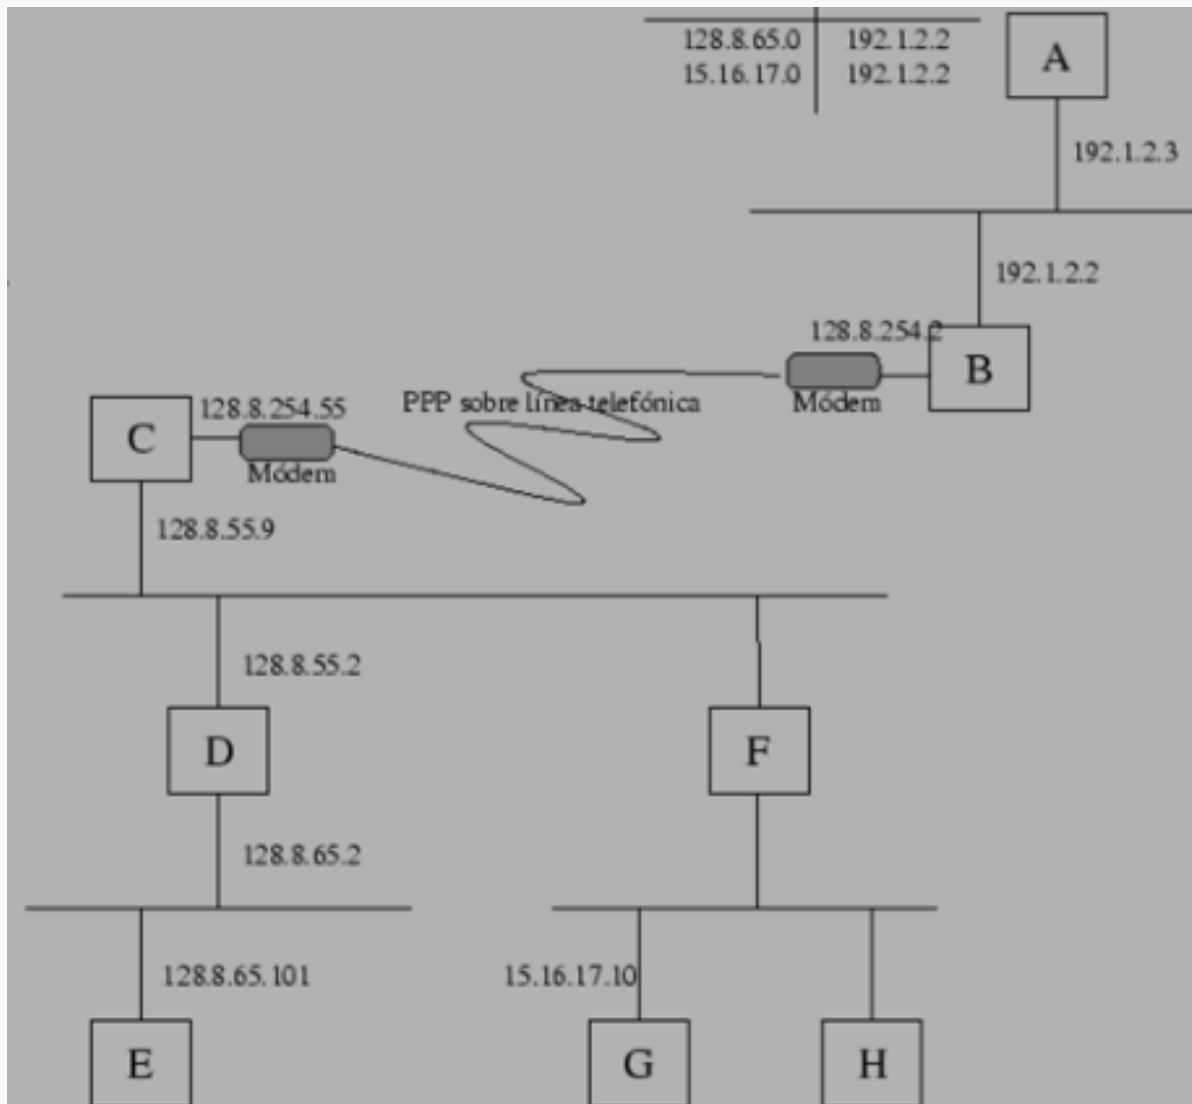 128.8.65.0 192.1.2.2
15.16.17.0 192.1.2.2
A
192.1.2.3
192.1.2.2
128.8.254.2
B
PPP sobre línea telefónica
Módem
128.8.254.55
C
Módem
128.8.55.9
128.8.55.2
D
F
128.8.65.2
128.8.65.101
15.16.17.10
E
G
H